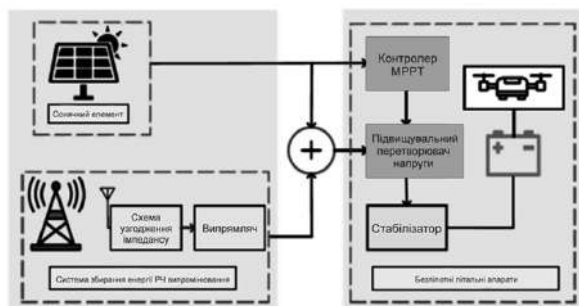 Сонячний елемент
Схема
узгодження
імпедансу
Випрямляч
Система збирання енергії РЧ випромінювання
Контролер
МРРТ
Підвищувальний
перетворювач
напруги
Стабілізатор
Безпілотні літальні апарати